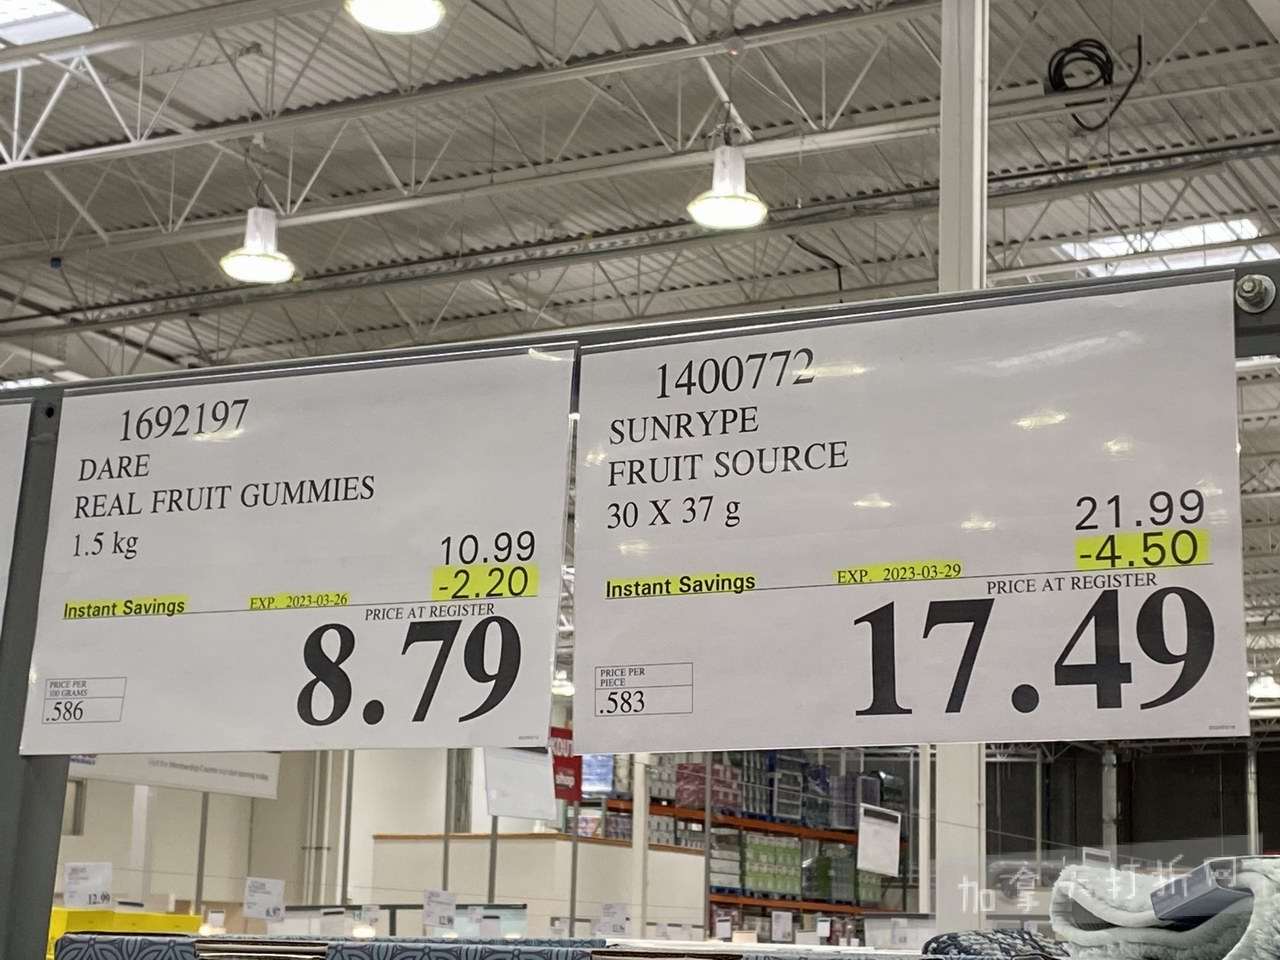 1692197
DARE
REAL FRUIT GUMMIES
1.5 kg
10.99
-2.20
Instant Savings EXP. 2023-03-26
PRICE AT REGISTER
8.79
PRICE PER
100 GRAMS
.586
1400772
SUNRYPE
FRUIT SOURCE
30 X 37 g
21.99
-4.50
Instant Savings EXP. 2023-03-29
PRICE AT REGISTER
17.49
PRICE PER
PIECE
.583
12.99
加拿大打折网